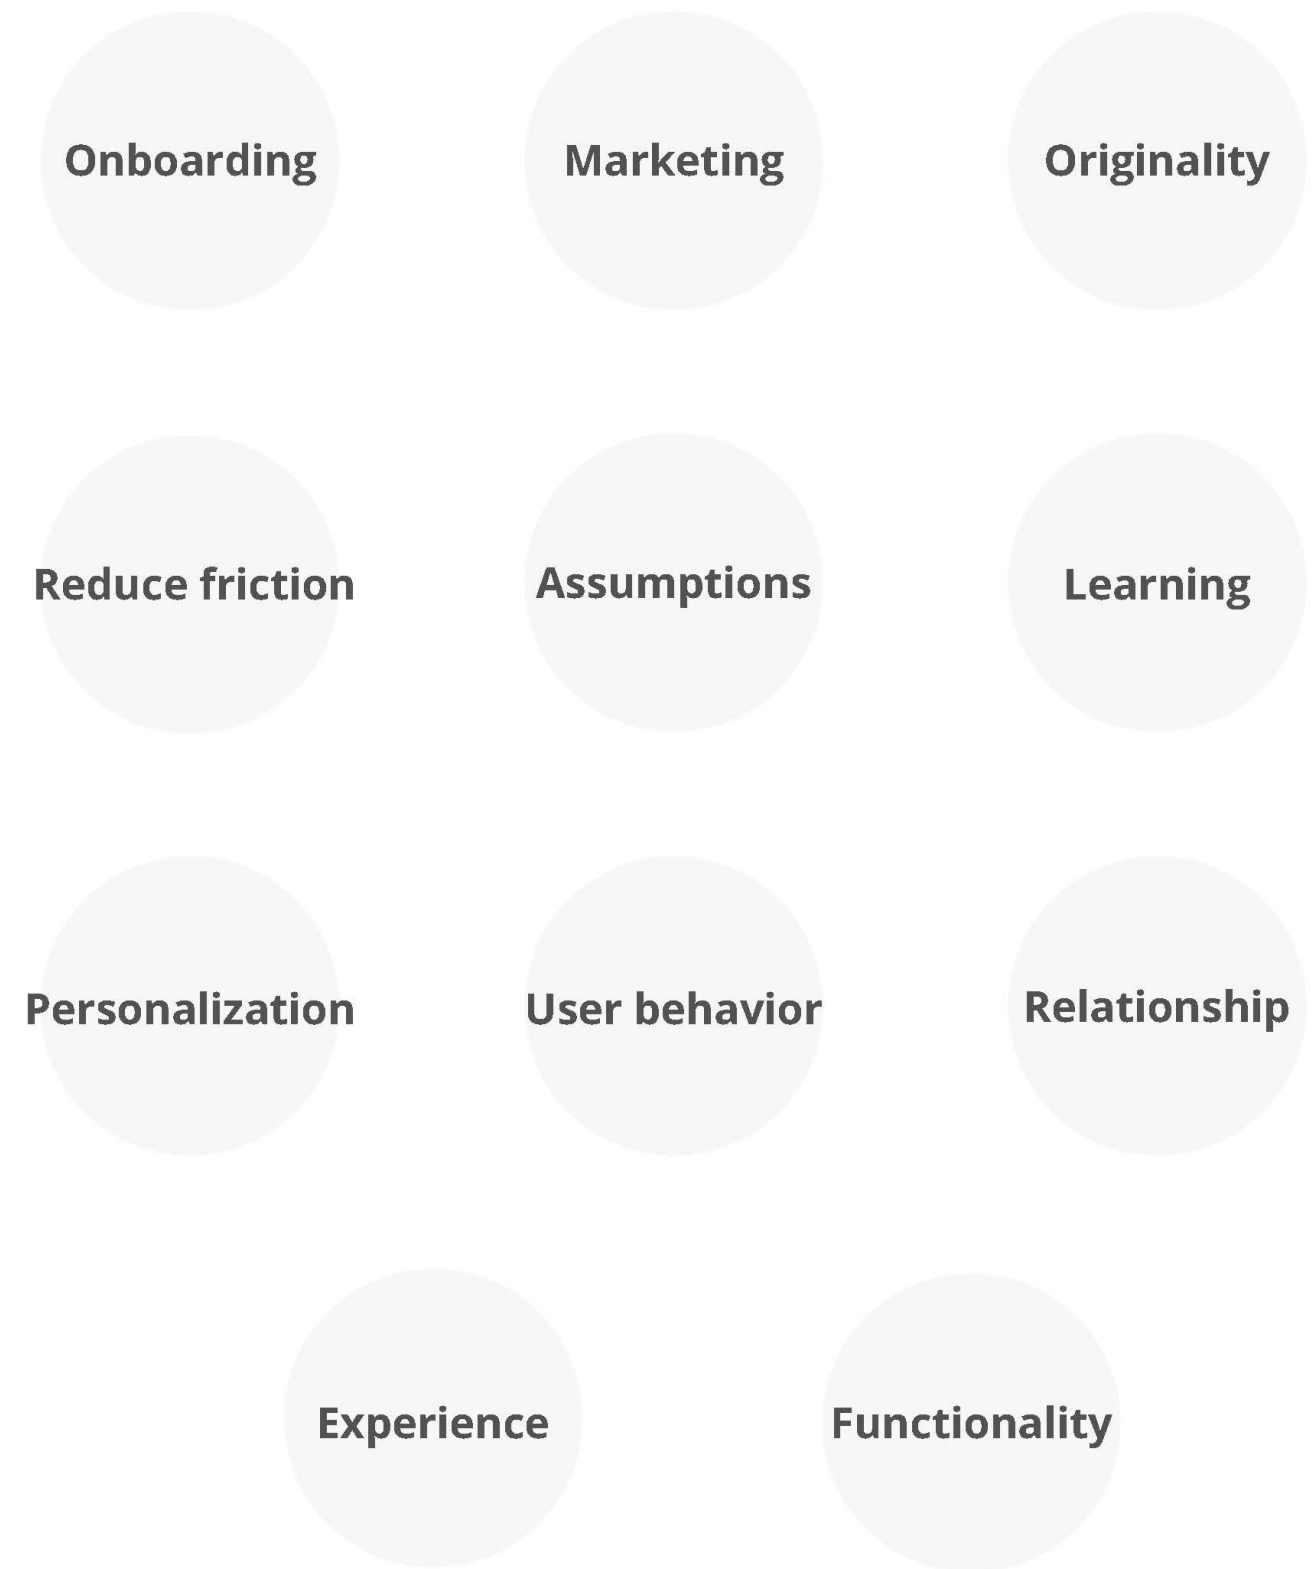 Onboarding
Marketing
Originality
Reduce friction
Assumptions
Learning
Personalization
User behavior
Relationship
Experience
Functionality